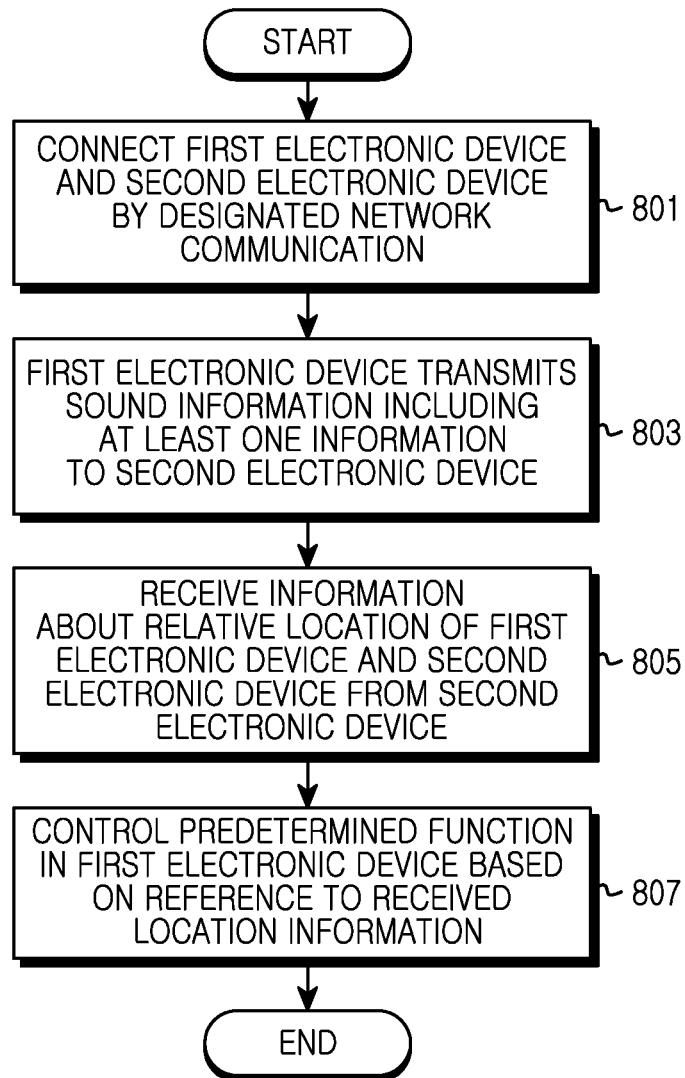 START
CONNECT FIRST ELECTRONIC DEVICE
AND SECOND ELECTRONIC DEVICE
BY DESIGNATED NETWORK
COMMUNICATION
801
FIRST ELECTRONIC DEVICE TRANSMITS
SOUND INFORMATION INCLUDING
AT LEAST ONE INFORMATION
TO SECOND ELECTRONIC DEVICE
803
RECEIVE INFORMATION
ABOUT RELATIVE LOCATION OF FIRST
ELECTRONIC DEVICE AND SECOND
ELECTRONIC DEVICE FROM SECOND
ELECTRONIC DEVICE
805
CONTROL PREDETERMINED FUNCTION
IN FIRST ELECTRONIC DEVICE BASED
ON REFERENCE TO RECEIVED
LOCATION INFORMATION
807
END